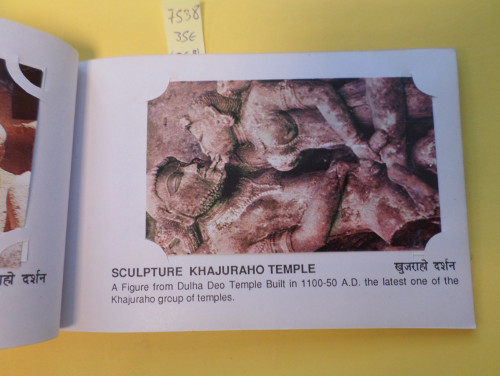 7538
35€
SCULPTURE KHAJURAHO TEMPLE
खुजराहो दर्शन
A Figure from Dulha Deo Temple Built in 1100-50 A.D. the latest one of the
Khajuraho group of temples.
दर्शन